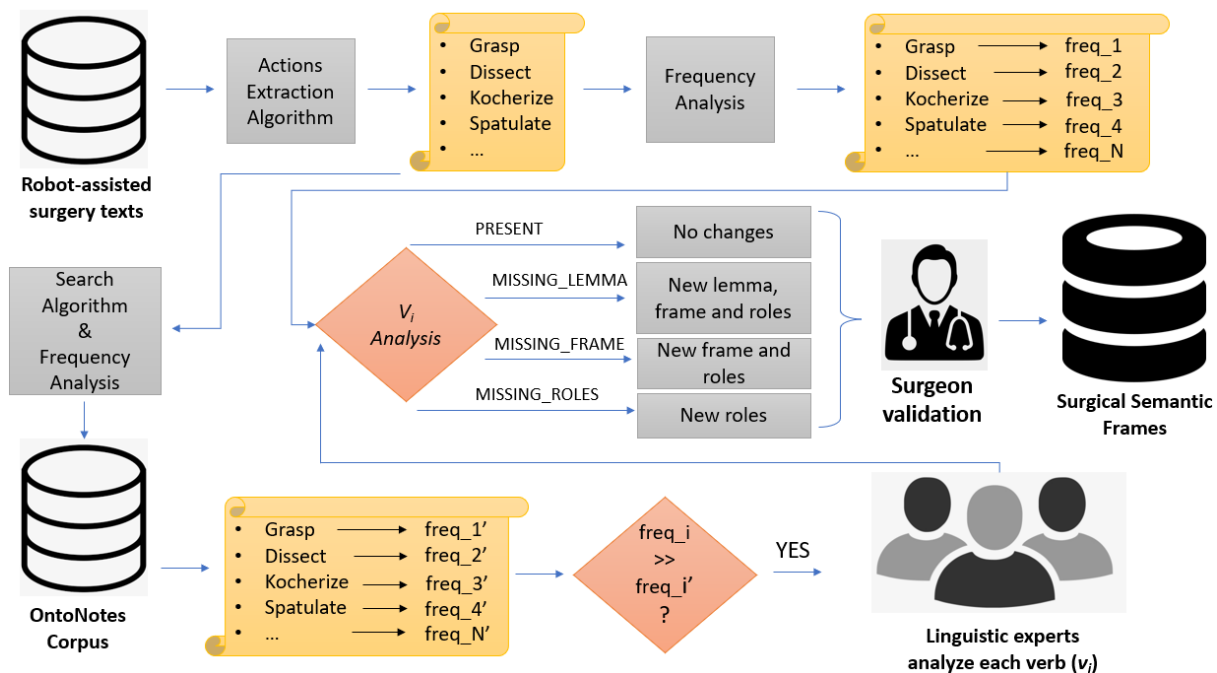 Robot-assisted
surgery texts
Actions
Extraction
Algorithm
• Grasp
• Dissect
• Kocherize
• Spatulate
• ...
Frequency
Analysis
• Grasp freq_1
• Dissect freq_2
• Kocherize freq_3
• Spatulate freq_4
• ... freq_N
Search
Algorithm
&
Frequency
Analysis
V_i
Analysis
PRESENT
No changes
MISSING_LEMMA
New lemma,
frame and roles
MISSING_FRAME
New frame and
roles
MISSING_ROLES
New roles
Surgeon
validation
Surgical Semantic
Frames
OntoNotes
Corpus
• Grasp freq_1’
• Dissect freq_2’
• Kocherize freq_3’
• Spatulate freq_4’
• ... freq_N’
freq_i
>>
freq_i’
?
YES
Linguistic experts
analyze each verb (v_i)